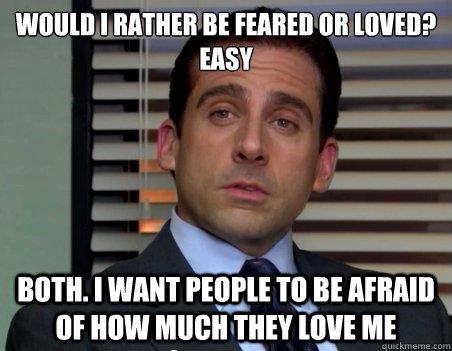 WOULD I RATHER BE FEARED OR LOVED?
EASY
BOTH. I WANT PEOPLE TO BE AFRAID
OF HOW MUCH THEY LOVE ME
quickmeme.com